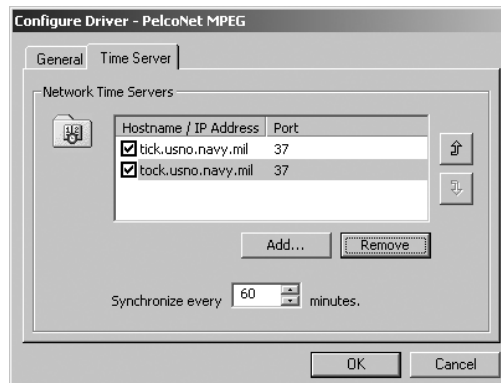 Configure Driver - PelcoNet MPEG
General Time Server
Network Time Servers
Hostname / IP Address Port
tick.usno.navy.mil 37
tock.usno.navy.mil 37
Add... Remove
Synchronize every 60 minutes.
OK Cancel